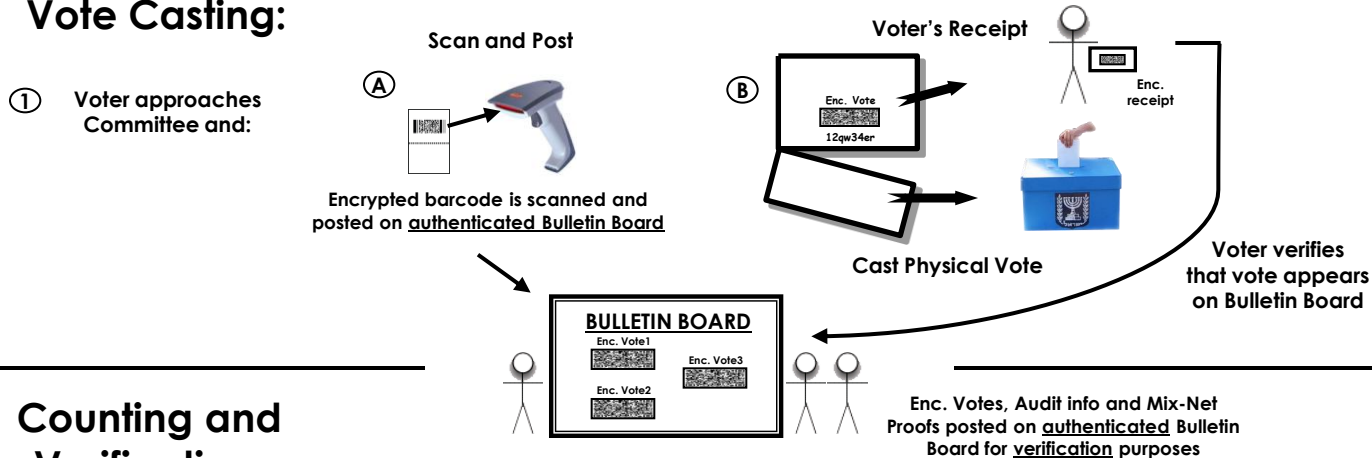 Vote Casting:
1
Voter approaches
Committee and:
Scan and Post
A
Encrypted barcode is scanned and
posted on authenticated Bulletin Board
B
Voter's Receipt
Enc. Vote
12qw34er
Enc.
receipt
Cast Physical Vote
Voter verifies
that vote appears
on Bulletin Board
BULLETIN BOARD
Enc. Vote1
Enc. Vote3
Enc. Vote2
Counting and
Enc. Votes, Audit info and Mix-Net
Proofs posted on authenticated Bulletin
Board for verification purposes